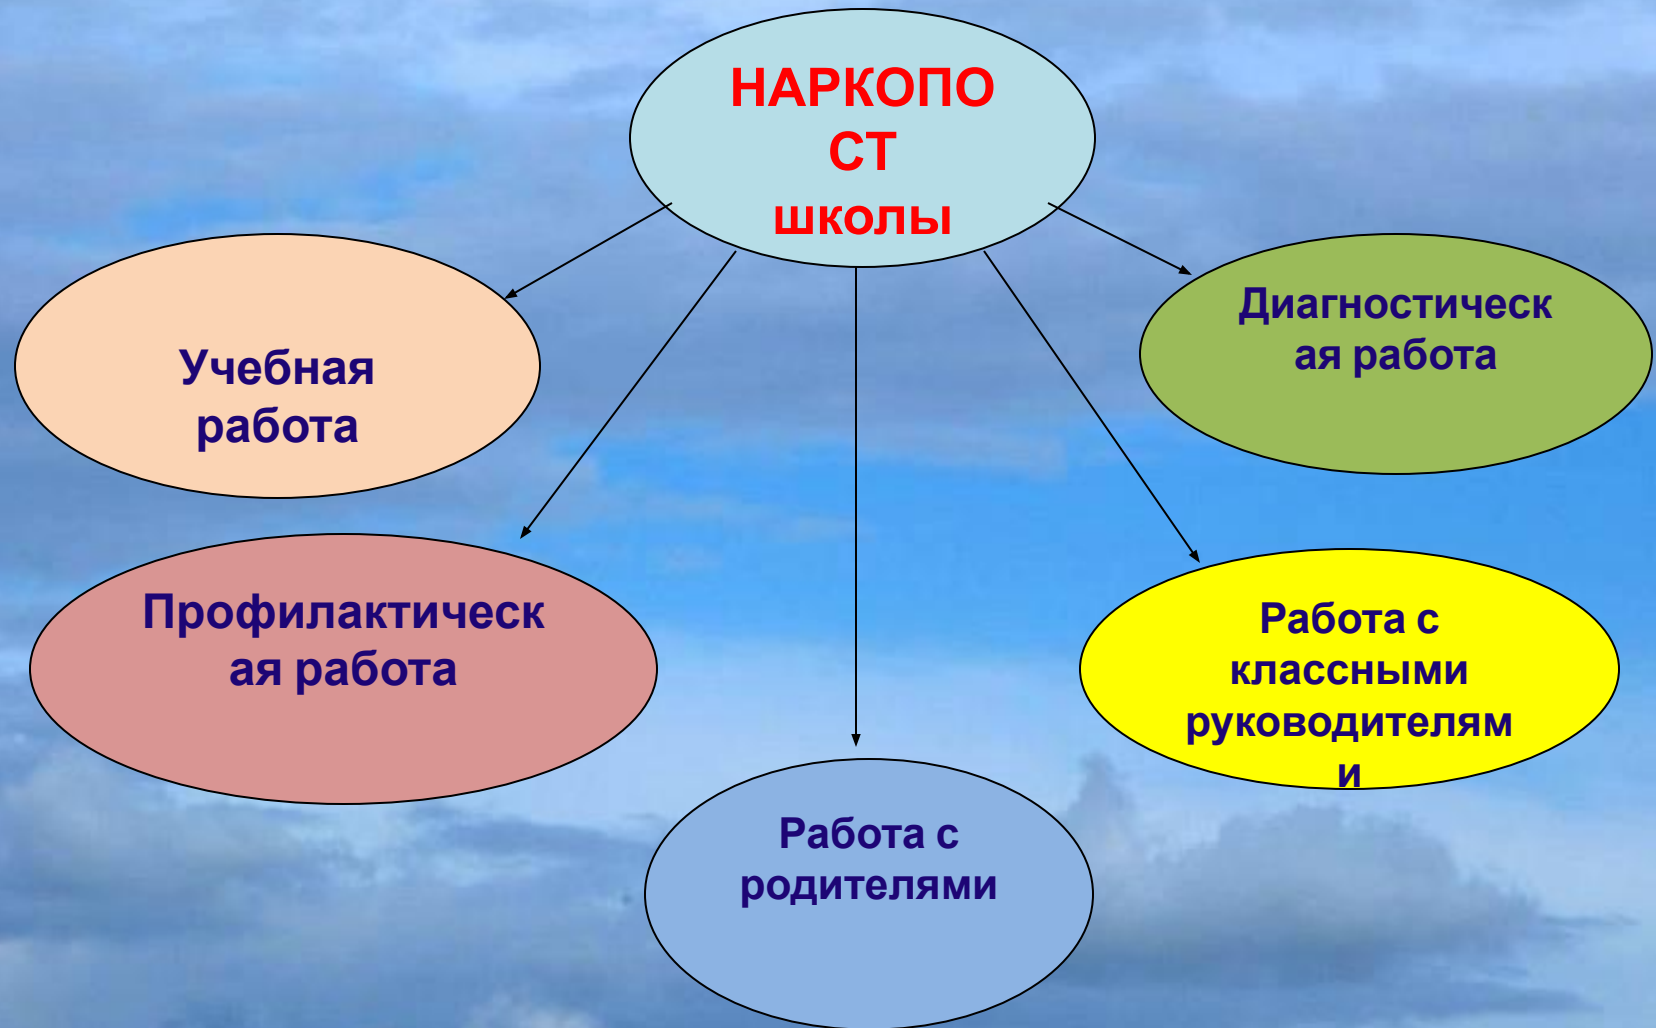 НАРКОПО
СТ
школы
Учебная
работа
Диагностическ
ая работа
Профилактическ
ая работа
Работа с
классными
руководителям
и
Работа с
родителями